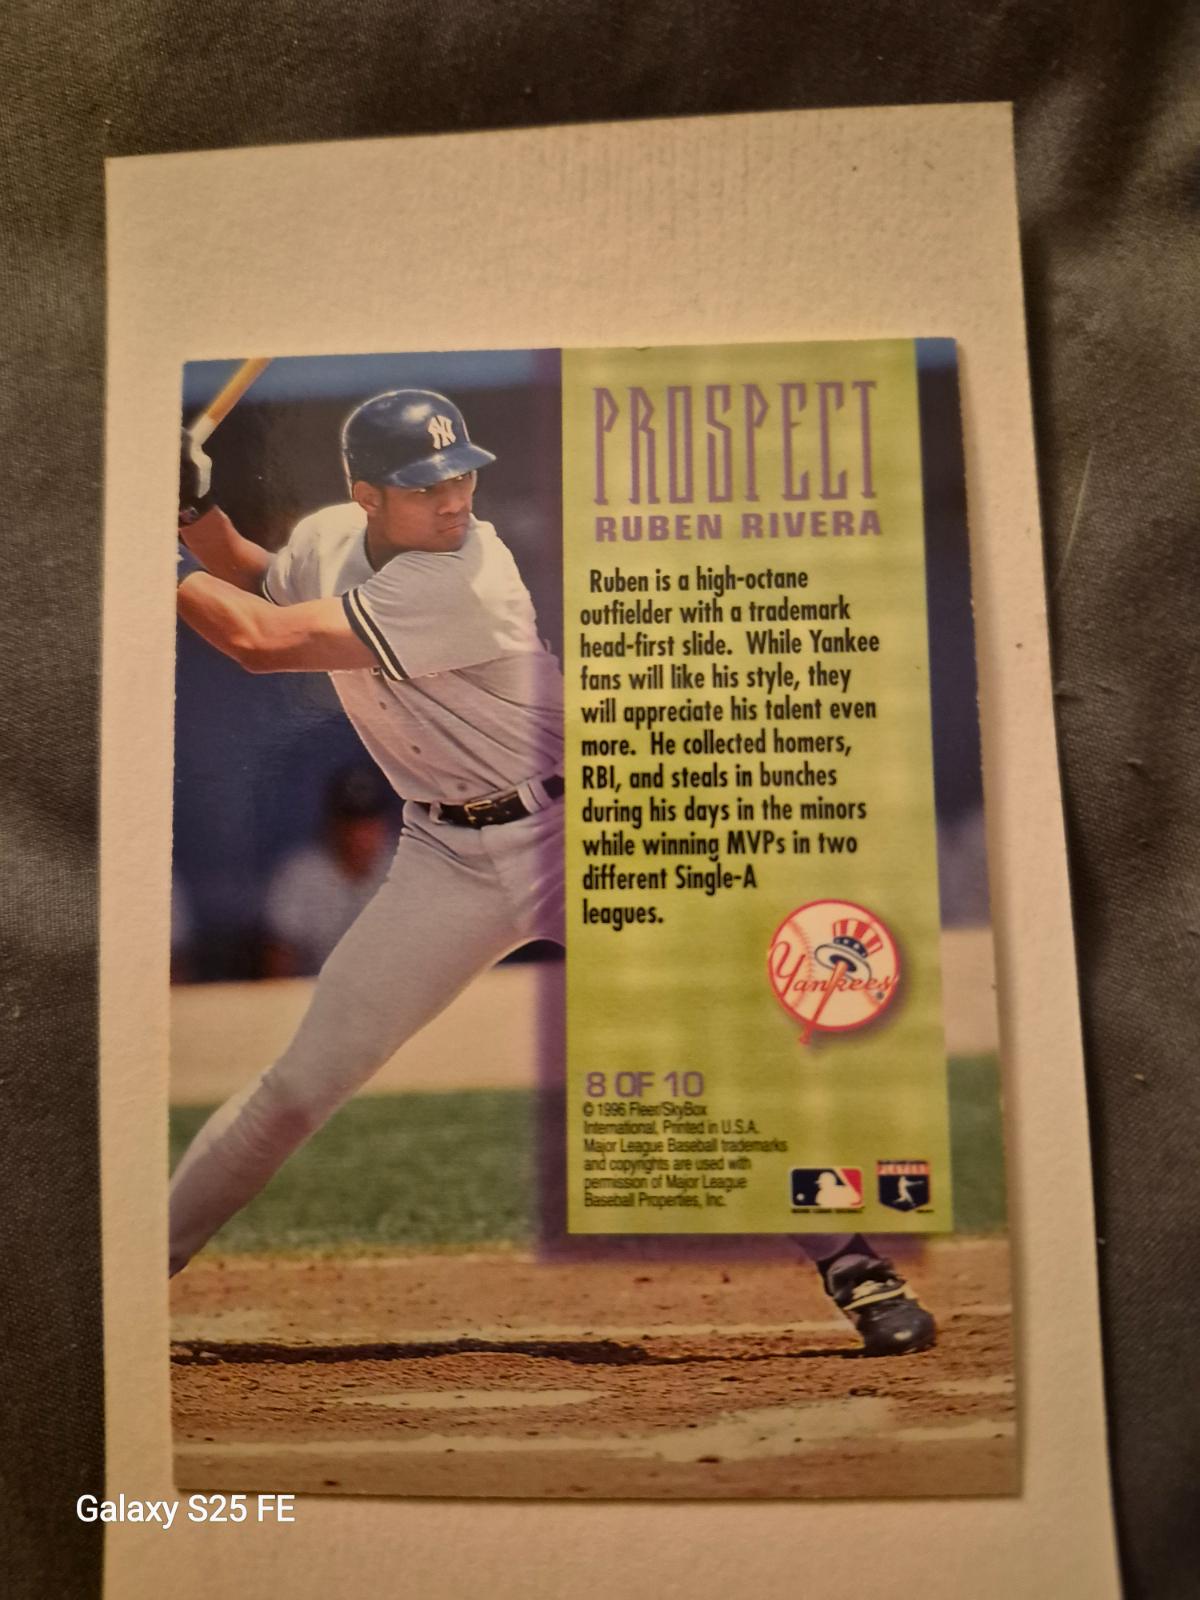 PROSPECT
RUBEN RIVERA
Ruben is a high-octane
outfielder with a trademark
head-first slide. While Yankee
fans will like his style, they
will appreciate his talent even
more. He collected homers,
RBI, and steals in bunches
during his days in the minors
while winning MVPs in two
different Single-A
leagues.
Yankees
8 OF 10
© 1996 Fleer/SkyBox
International, Printed in U.S.A.
Major League Baseball trademarks
and copyrights are used with
permission of Major League
Baseball Properties, Inc.
NY
PLAYERS
Galaxy S25 FE